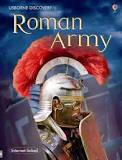 USBORNE DISCOVERY
Roman
Army
Internet-linked